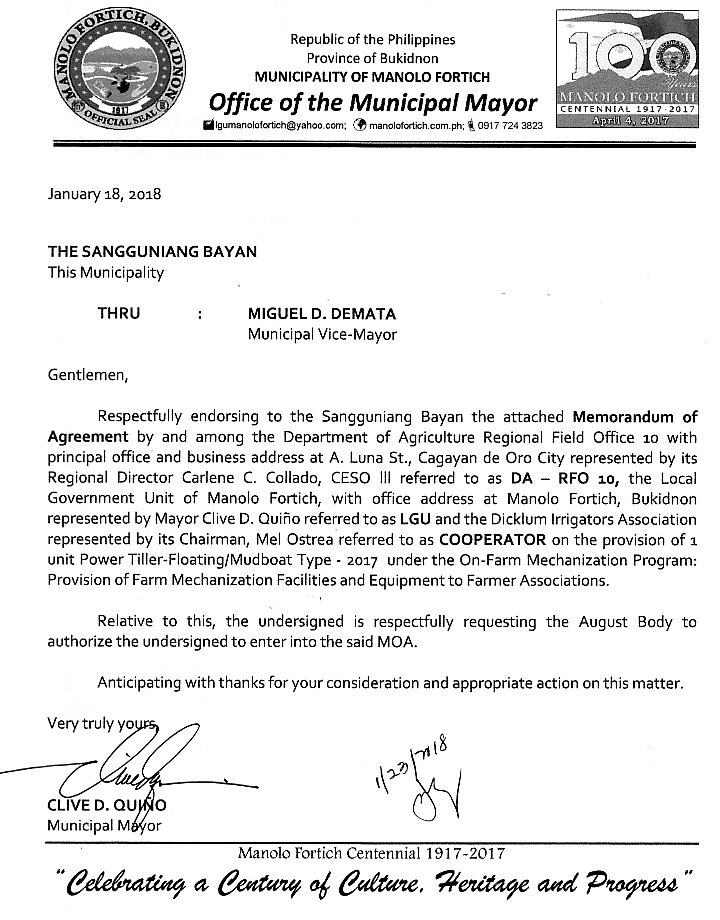 MANOLO FORTICH, BUKIDNON
1917
OFFICIAL SEAL
Republic of the Philippines
Province of Bukidnon
MUNICIPALITY OF MANOLO FORTICH
Office of the Municipal Mayor
lgumanolofortich@yahoo.com; manolofortich.com.ph; 0917 724 3823
100
Years
MANOLO FORTICH
CENTENNIAL 1917-2017
April 4, 2017
January 18, 2018
THE SANGGUNIANG BAYAN
This Municipality
THRU : MIGUEL D. DEMATA
Municipal Vice-Mayor
Gentlemen,
Respectfully endorsing to the Sangguniang Bayan the attached Memorandum of
Agreement by and among the Department of Agriculture Regional Field Office 10 with
principal office and business address at A. Luna St., Cagayan de Oro City represented by its
Regional Director Carlene C. Collado, CESO III referred to as DA – RFO 10, the Local
Government Unit of Manolo Fortich, with office address at Manolo Fortich, Bukidnon
represented by Mayor Clive D. Quiño referred to as LGU and the Dicklum Irrigators Association
represented by its Chairman, Mel Ostrea referred to as COOPERATOR on the provision of 1
unit Power Tiller-Floating/Mudboat Type - 2017 under the On-Farm Mechanization Program:
Provision of Farm Mechanization Facilities and Equipment to Farmer Associations.
Relative to this, the undersigned is respectfully requesting the August Body to
authorize the undersigned to enter into the said MOA.
Anticipating with thanks for your consideration and appropriate action on this matter.
Very truly yours,
CLIVE D. QUIÑO
Municipal Mayor
Manolo Fortich Centennial 1917-2017
"Celebrating a Century of Culture, Heritage and Progress"